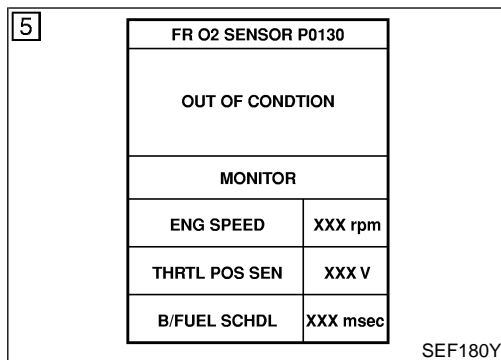 5
FR O2 SENSOR P0130
OUT OF CONDTION
MONITOR
ENG SPEED XXX rpm
THRTL POS SEN XXX V
B/FUEL SCHDL XXX msec
SEF180Y